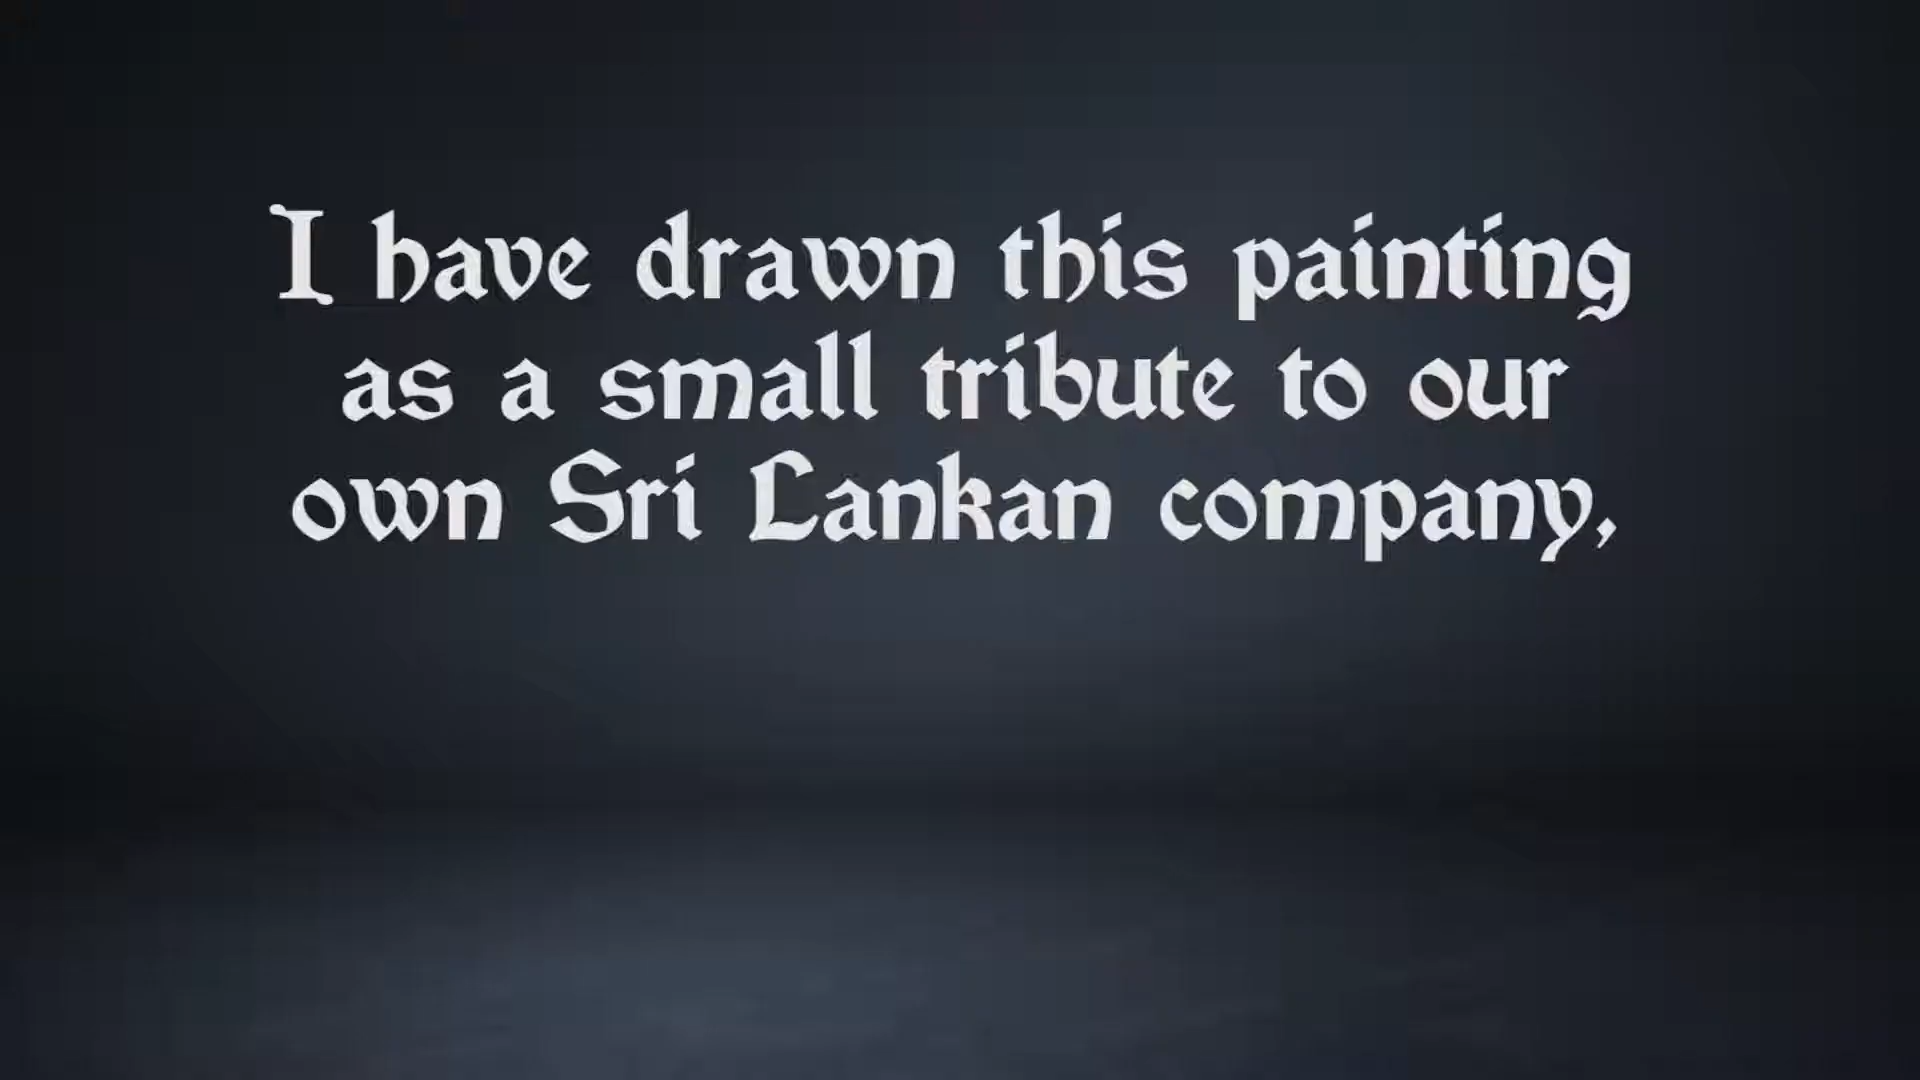 I have drawn this painting
as a small tribute to our
own Sri Lankan company,